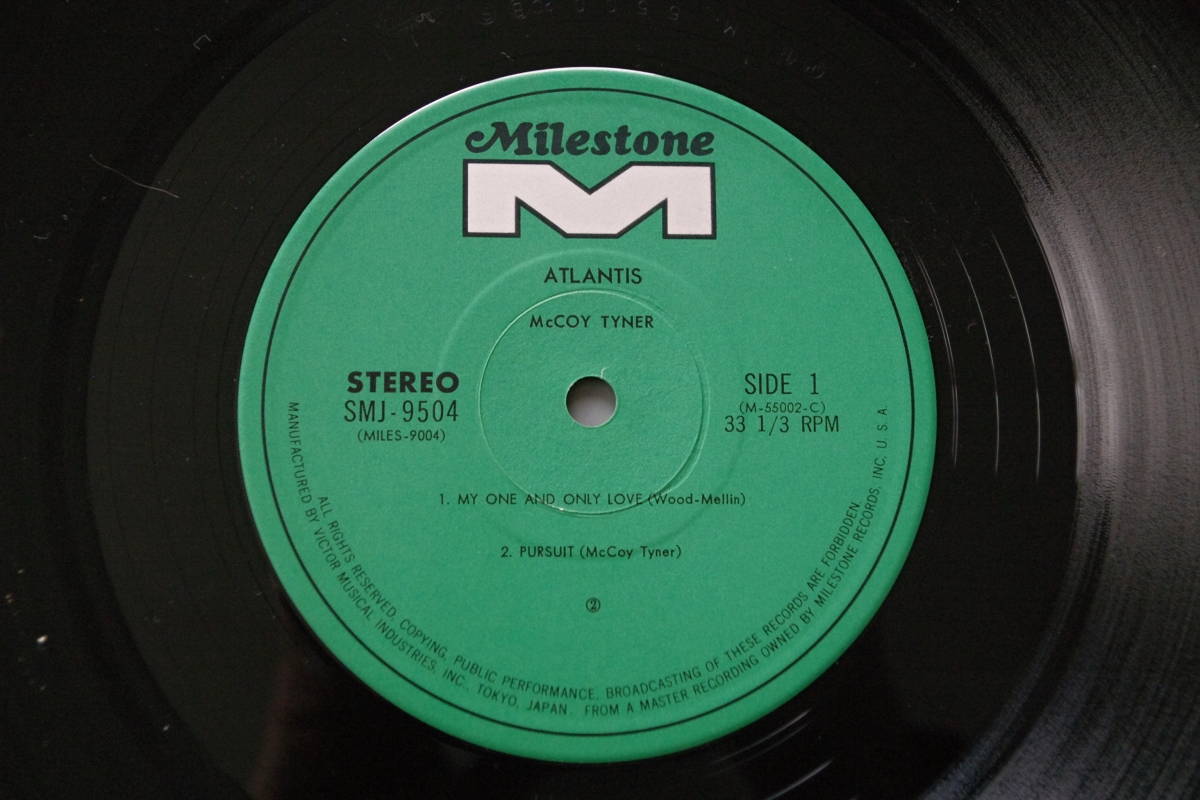 Milestone
M
ATLANTIS
McCOY TYNER
STEREO
SMJ-9504
(MILES-9004)
SIDE 1
(M-55002-C)
33 1/3 RPM
1. MY ONE AND ONLY LOVE (Wood-Mellin)
2. PURSUIT (McCoy Tyner)
②
ALL RIGHTS RESERVED. COPYING, PUBLIC PERFORMANCE, BROADCASTING OF THESE RECORDS ARE FORBIDDEN.
MANUFACTURED BY VICTOR MUSICAL INDUSTRIES, INC., TOKYO, JAPAN. FROM A MASTER RECORDING OWNED BY MILESTONE RECORDS, INC. U.S.A.